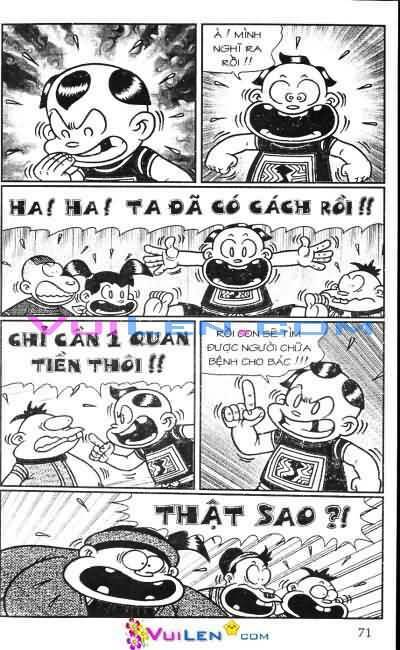 À! MÌNH
NGHĨ RA
RỒI!!
HA! HA! TA ĐÃ CÓ CÁCH RỒI!!
VUILEN.COM
CHỈ CẦN 1 QUAN
TIỀN THÔI!!
RỒI CON SẼ TÌM
ĐƯỢC NGƯỜI CHỮA
BỆNH CHO BÁC!!!
THẬT SAO?!
71
VUILEN.COM